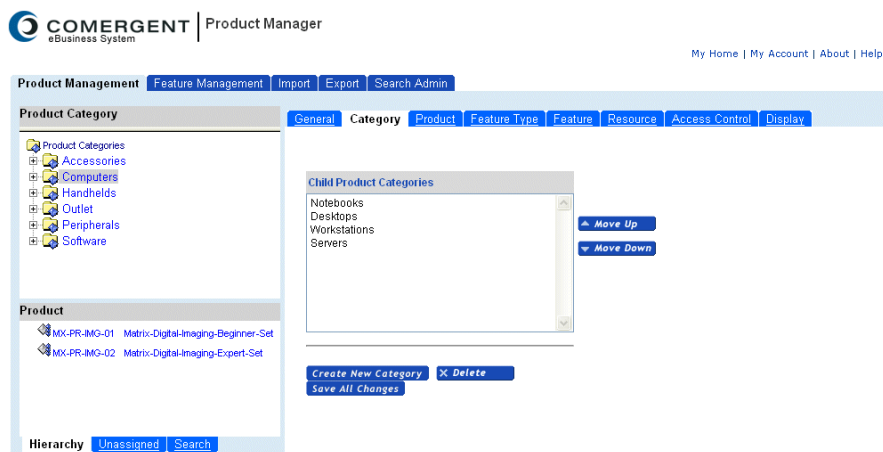 COMERGENT Product Manager
eBusiness System
My Home | My Account | About | Help
Product Management Feature Management Import Export Search Admin
Product Category
General Category Product Feature Type Feature Resource Access Control Display
Product Categories
Accessories
Computers
Handhelds
Outlet
Peripherals
Software
Child Product Categories
Notebooks
Desktops
Workstations
Servers
Move Up
Move Down
Product
MX-PR-IMG-01 Matrix-Digital-Imaging-Beginner-Set
MX-PR-IMG-02 Matrix-Digital-Imaging-Expert-Set
Create New Category X Delete
Save All Changes
Hierarchy Unassigned Search